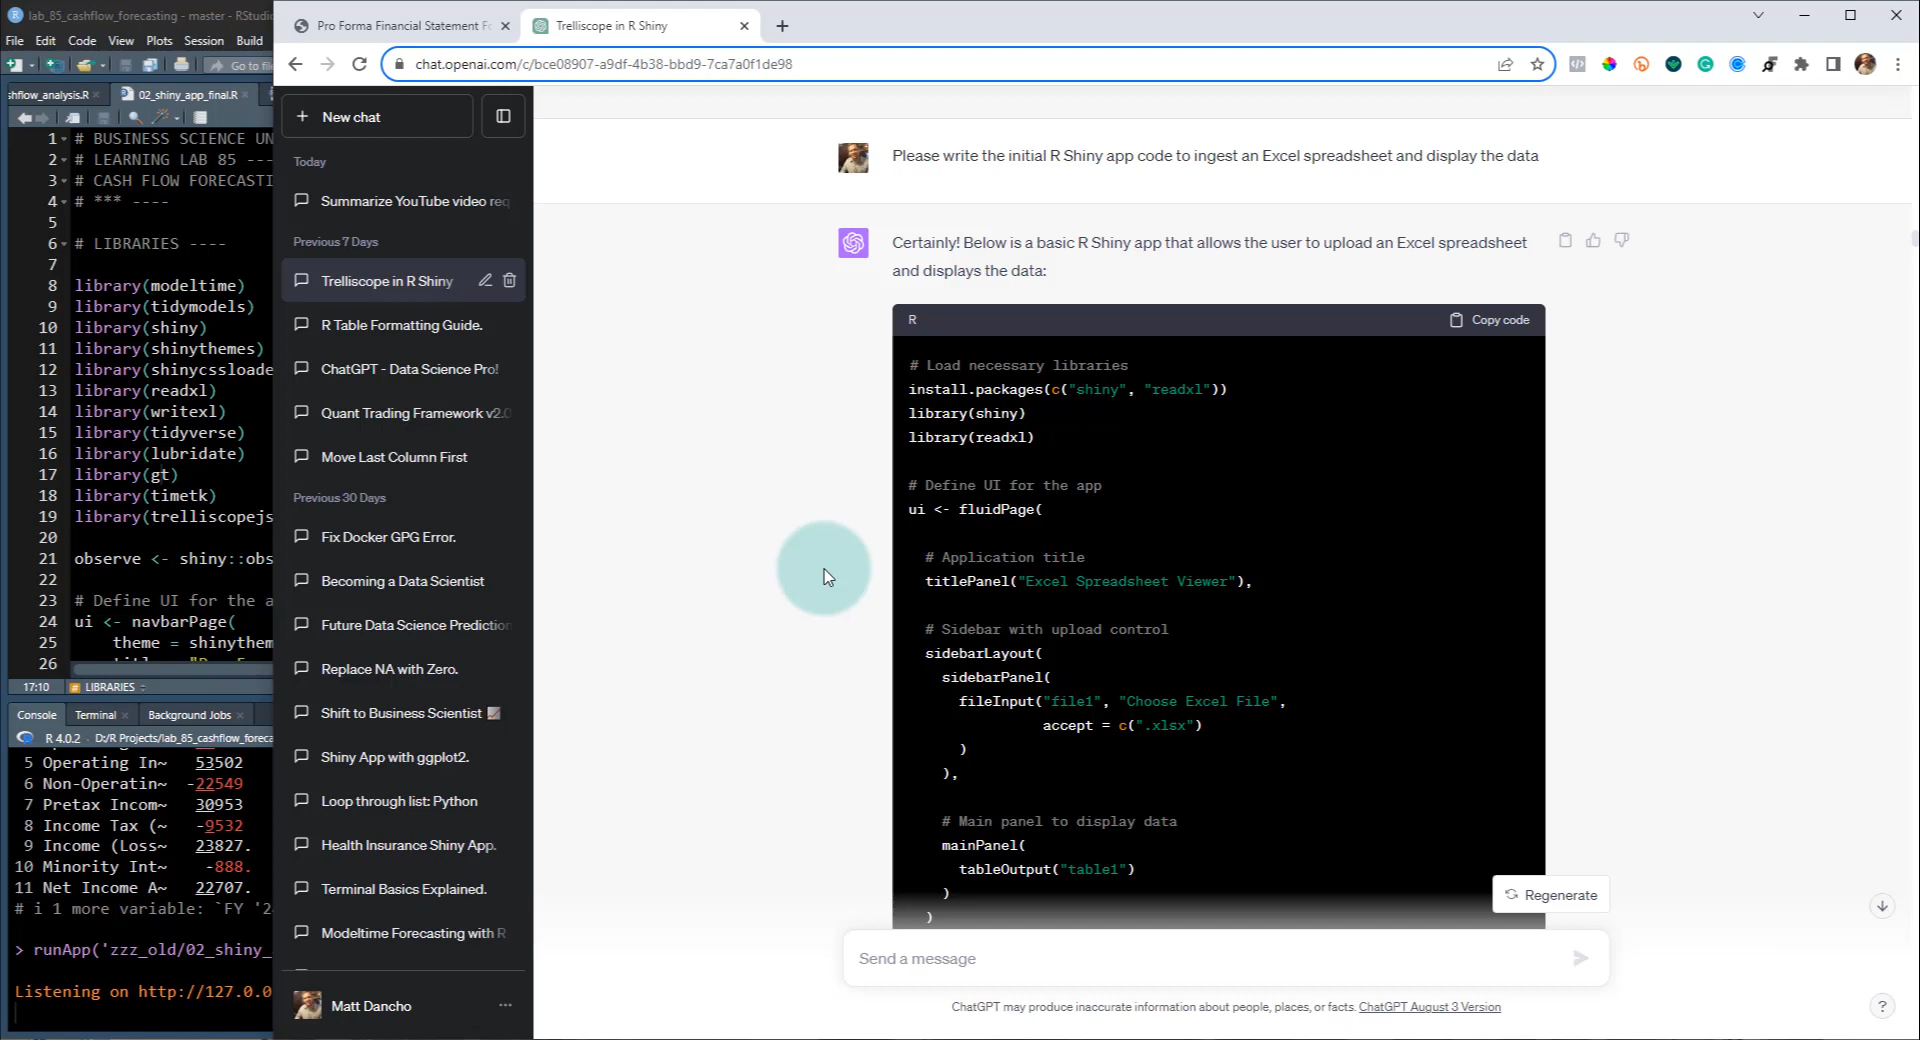 lab_85_cashflow_forecasting - master - RStudio
File Edit Code View Plots Session Build
Go to fil
shflow_analysis.R
02_shiny_app_final.R
1 # BUSINESS SCIENCE UN
2 # LEARNING LAB 85 ---
3 # CASH FLOW FORECASTI
4 # *** ----
5
6 # LIBRARIES ----
7
8 library(modeltime)
9 library(tidymodels)
10 library(shiny)
11 library(shinythemes)
12 library(shinycssloade
13 library(readxl)
14 library(writexl)
15 library(tidyverse)
16 library(lubridate)
17 library(gt)
18 library(timetk)
19 library(trelliscopejs
20
21 observe <- shiny::obs
22
23 # Define UI for the a
24 ui <- navbarPage(
25 theme = shinythem
26
17:10 # LIBRARIES
Console Terminal Background Jobs
R 4.0.2 · D:/R Projects/lab_85_cashflow_foreca
5 Operating In~ 53502
6 Non-Operatin~ -22549
7 Pretax Incom~ 30953
8 Income Tax (~ -9532
9 Income (Loss~ 23827.
10 Minority Int~ -888.
11 Net Income A~ 22707.
# i 1 more variable: `FY '2
> runApp('zzz_old/02_shiny_
Listening on http://127.0.0
Pro Forma Financial Statement Fo
Trelliscope in R Shiny
chat.openai.com/c/bce08907-a9df-4b38-bbd9-7ca7a0f1de98
+ New chat
Today
Summarize YouTube video req
Previous 7 Days
Trelliscope in R Shiny
R Table Formatting Guide.
ChatGPT - Data Science Pro!
Quant Trading Framework v2.0
Move Last Column First
Previous 30 Days
Fix Docker GPG Error.
Becoming a Data Scientist
Future Data Science Prediction
Replace NA with Zero.
Shift to Business Scientist
Shiny App with ggplot2.
Loop through list: Python
Health Insurance Shiny App.
Terminal Basics Explained.
Modeltime Forecasting with R
Matt Dancho
Please write the initial R Shiny app code to ingest an Excel spreadsheet and display the data
Certainly! Below is a basic R Shiny app that allows the user to upload an Excel spreadsheet
and displays the data:
R Copy code
# Load necessary libraries
install.packages(c("shiny", "readxl"))
library(shiny)
library(readxl)
# Define UI for the app
ui <- fluidPage(
# Application title
titlePanel("Excel Spreadsheet Viewer"),
# Sidebar with upload control
sidebarLayout(
sidebarPanel(
fileInput("file1", "Choose Excel File",
accept = c(".xlsx")
)
),
# Main panel to display data
mainPanel(
tableOutput("table1")
)
)
Regenerate
Send a message
ChatGPT may produce inaccurate information about people, places, or facts. ChatGPT August 3 Version
?